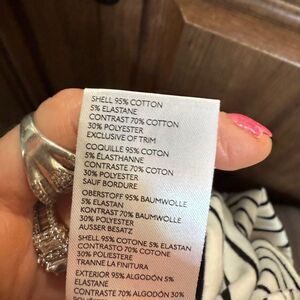 SHELL 95% COTTON
5% ELASTANE
CONTRAST 70% COTTON
30% POLYESTER
EXCLUSIVE OF TRIM
COQUILLE 95% COTON
5% ÉLASTHANNE
CONTRASTE 70% COTON
30% POLYESTER
SAUF BORDURE
OBERSTOFF 95% BAUMWOLLE
5% ELASTAN
KONTRAST 70% BAUMWOLLE
30% POLYESTER
AUSSER BESATZ
SHELL 95% COTONE 5% ELASTAN
CONTRASTO 70% COTONE
30% POLIESTERE
TRANNE LA FINITURA
EXTERIOR 95% ALGODÓN 5%
ELASTANE
CONTRASTE 70% ALGODÓN 30%